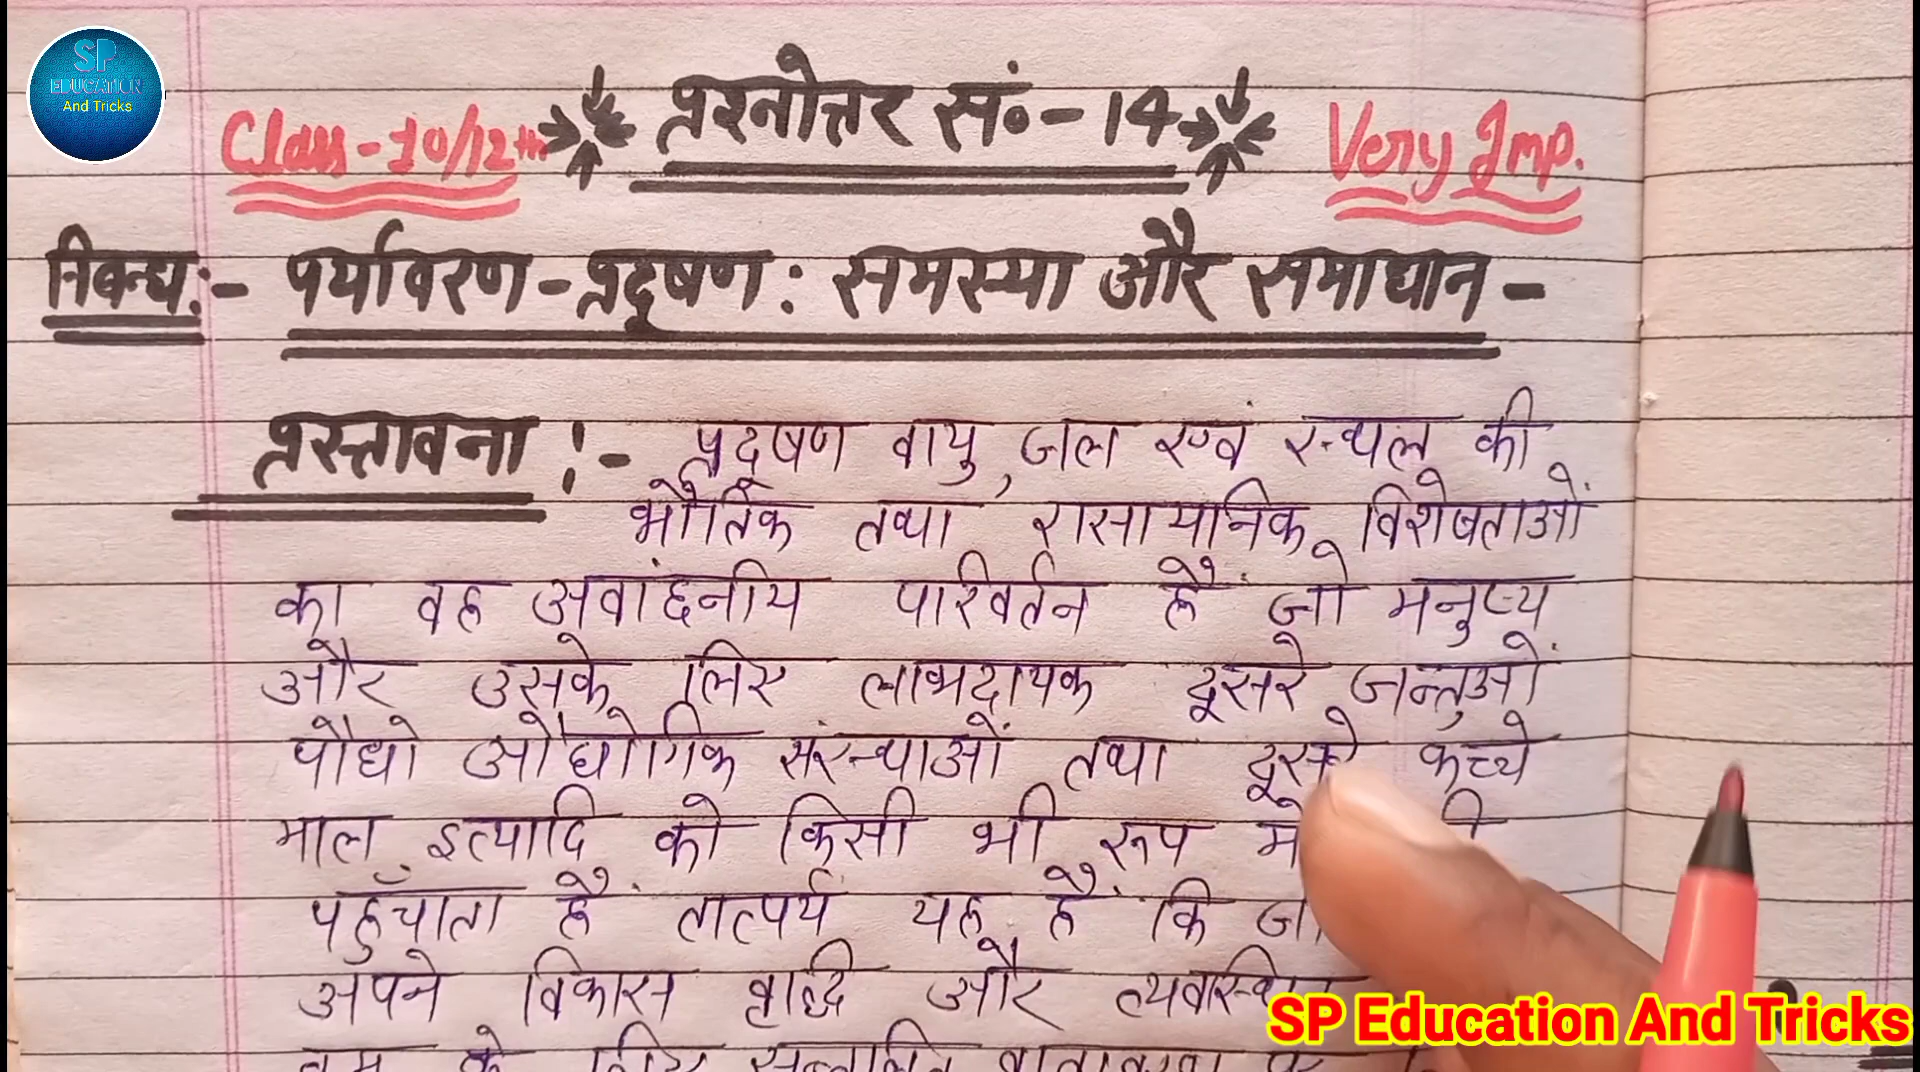 SP
EDUCATION
And Tricks
Class-10/12th
प्रश्नोत्तर सं०-14
Very Imp.
निबन्ध:- पर्यावरण-प्रदूषण: समस्या और समाधान-
प्रस्तावना :- प्रदूषण वायु, जल एवं स्थल की
भौतिक तथा रासायनिक विशेषताओं
का वह अवांछनीय परिवर्तन है जो मनुष्य
और उसके लिए लाभदायक दूसरे जन्तुओं
पौधो औद्योगिक संस्थाओं तथा दूसरे कच्चे
माल इत्यादि को किसी भी रूप मे
पहुँचाता है तात्पर्य यह है कि
अपने विकास वृद्धि और
के लिए सन्तुलित वातावरण
SP Education And Tricks